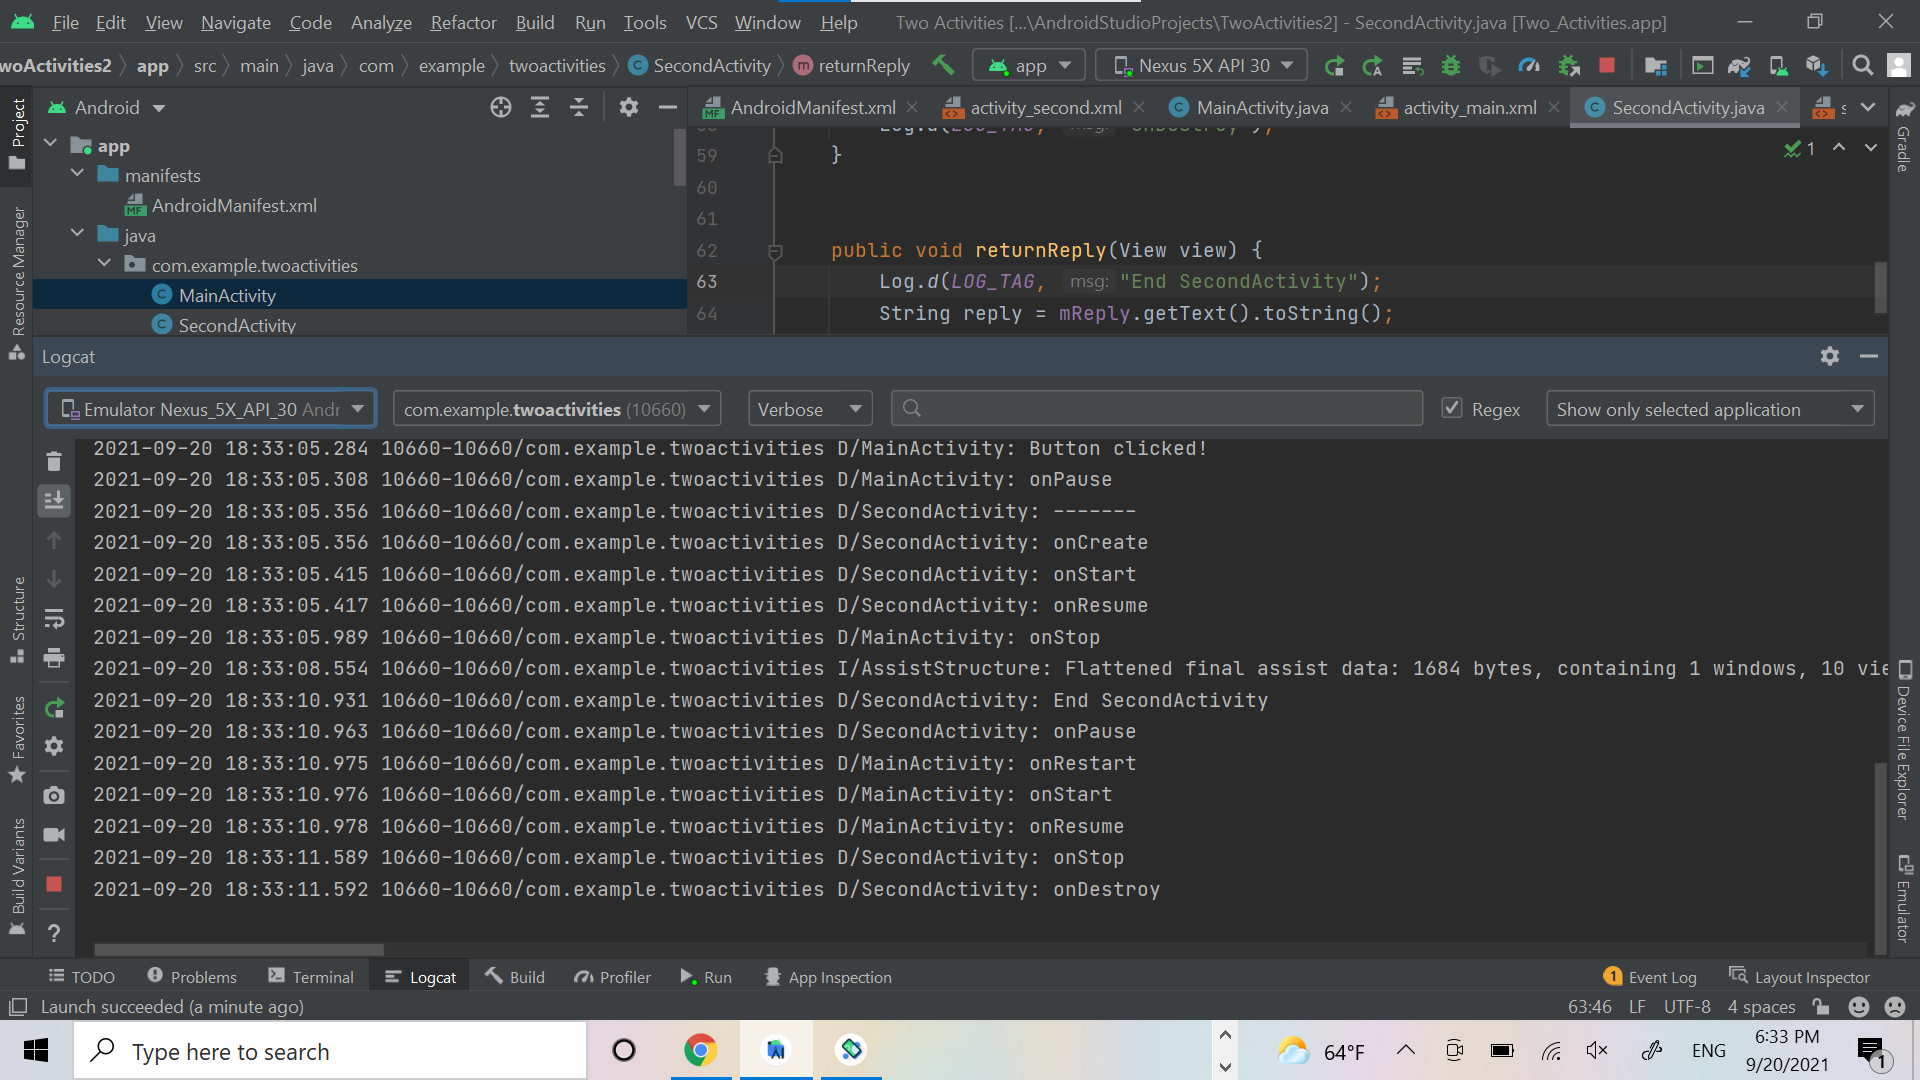 File Edit View Navigate Code Analyze Refactor Build Run Tools VCS Window Help Two Activities [...\AndroidStudioProjects\TwoActivities2] - SecondActivity.java [Two_Activities.app]
woActivities2 app src main java com example twoactivities C SecondActivity m returnReply app Nexus 5X API 30
Android
AndroidManifest.xml activity_second.xml C MainActivity.java activity_main.xml C SecondActivity.java s
app
manifests
MF AndroidManifest.xml
java
com.example.twoactivities
C MainActivity
C SecondActivity
Log.d(LOG_TAG, msg: "onDestroy");
59 }
1
60
61
62 public void returnReply(View view) {
63 Log.d(LOG_TAG, msg: "End SecondActivity");
64 String reply = mReply.getText().toString();
Project
Resource Manager
Structure
Favorites
Build Variants
Gradle
Device File Explorer
Emulator
Logcat
Emulator Nexus_5X_API_30 Andr com.example.twoactivities (10660) Verbose Regex Show only selected application
2021-09-20 18:33:05.284 10660-10660/com.example.twoactivities D/MainActivity: Button clicked!
2021-09-20 18:33:05.308 10660-10660/com.example.twoactivities D/MainActivity: onPause
2021-09-20 18:33:05.356 10660-10660/com.example.twoactivities D/SecondActivity: -------
2021-09-20 18:33:05.356 10660-10660/com.example.twoactivities D/SecondActivity: onCreate
2021-09-20 18:33:05.415 10660-10660/com.example.twoactivities D/SecondActivity: onStart
2021-09-20 18:33:05.417 10660-10660/com.example.twoactivities D/SecondActivity: onResume
2021-09-20 18:33:05.989 10660-10660/com.example.twoactivities D/MainActivity: onStop
2021-09-20 18:33:08.554 10660-10660/com.example.twoactivities I/AssistStructure: Flattened final assist data: 1684 bytes, containing 1 windows, 10 vie
2021-09-20 18:33:10.931 10660-10660/com.example.twoactivities D/SecondActivity: End SecondActivity
2021-09-20 18:33:10.963 10660-10660/com.example.twoactivities D/SecondActivity: onPause
2021-09-20 18:33:10.975 10660-10660/com.example.twoactivities D/MainActivity: onRestart
2021-09-20 18:33:10.976 10660-10660/com.example.twoactivities D/MainActivity: onStart
2021-09-20 18:33:10.978 10660-10660/com.example.twoactivities D/MainActivity: onResume
2021-09-20 18:33:11.589 10660-10660/com.example.twoactivities D/SecondActivity: onStop
2021-09-20 18:33:11.592 10660-10660/com.example.twoactivities D/SecondActivity: onDestroy
TODO Problems Terminal Logcat Build Profiler Run App Inspection 1 Event Log Layout Inspector
Launch succeeded (a minute ago) 63:46 LF UTF-8 4 spaces
Type here to search 64°F ENG 6:33 PM
9/20/2021 1